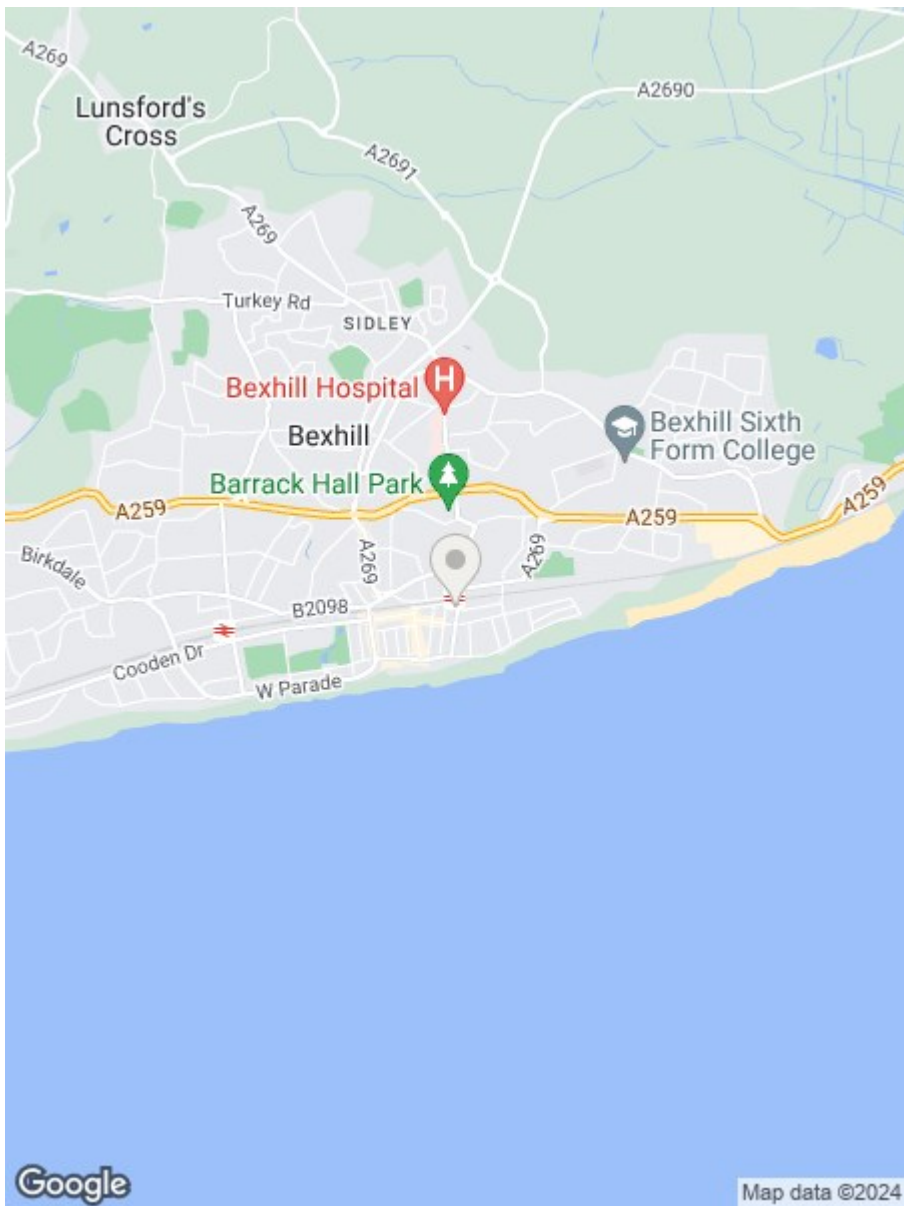 A269
A2690
Lunsford's
Cross
A2691
A269
Turkey Rd
SIDLEY
Bexhill Hospital
H
Bexhill
Bexhill Sixth
Form College
Barrack Hall Park
A259
A259
A259
Birkdale
A269
A269
B2098
Cooden Dr
W Parade
Google
Map data ©2024